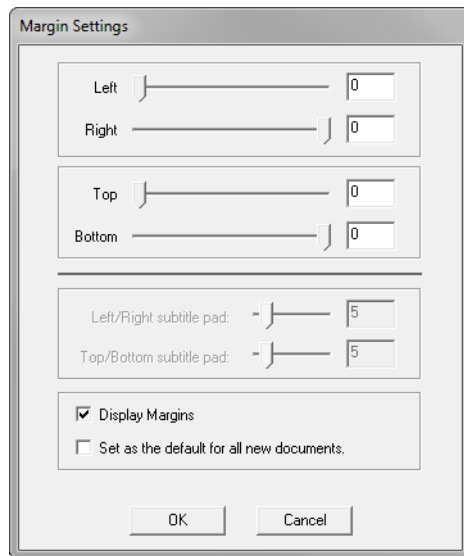 Margin Settings
Left 0
Right 0
Top 0
Bottom 0
Left/Right subtitle pad: 5
Top/Bottom subtitle pad: 5
Display Margins
Set as the default for all new documents.
OK Cancel